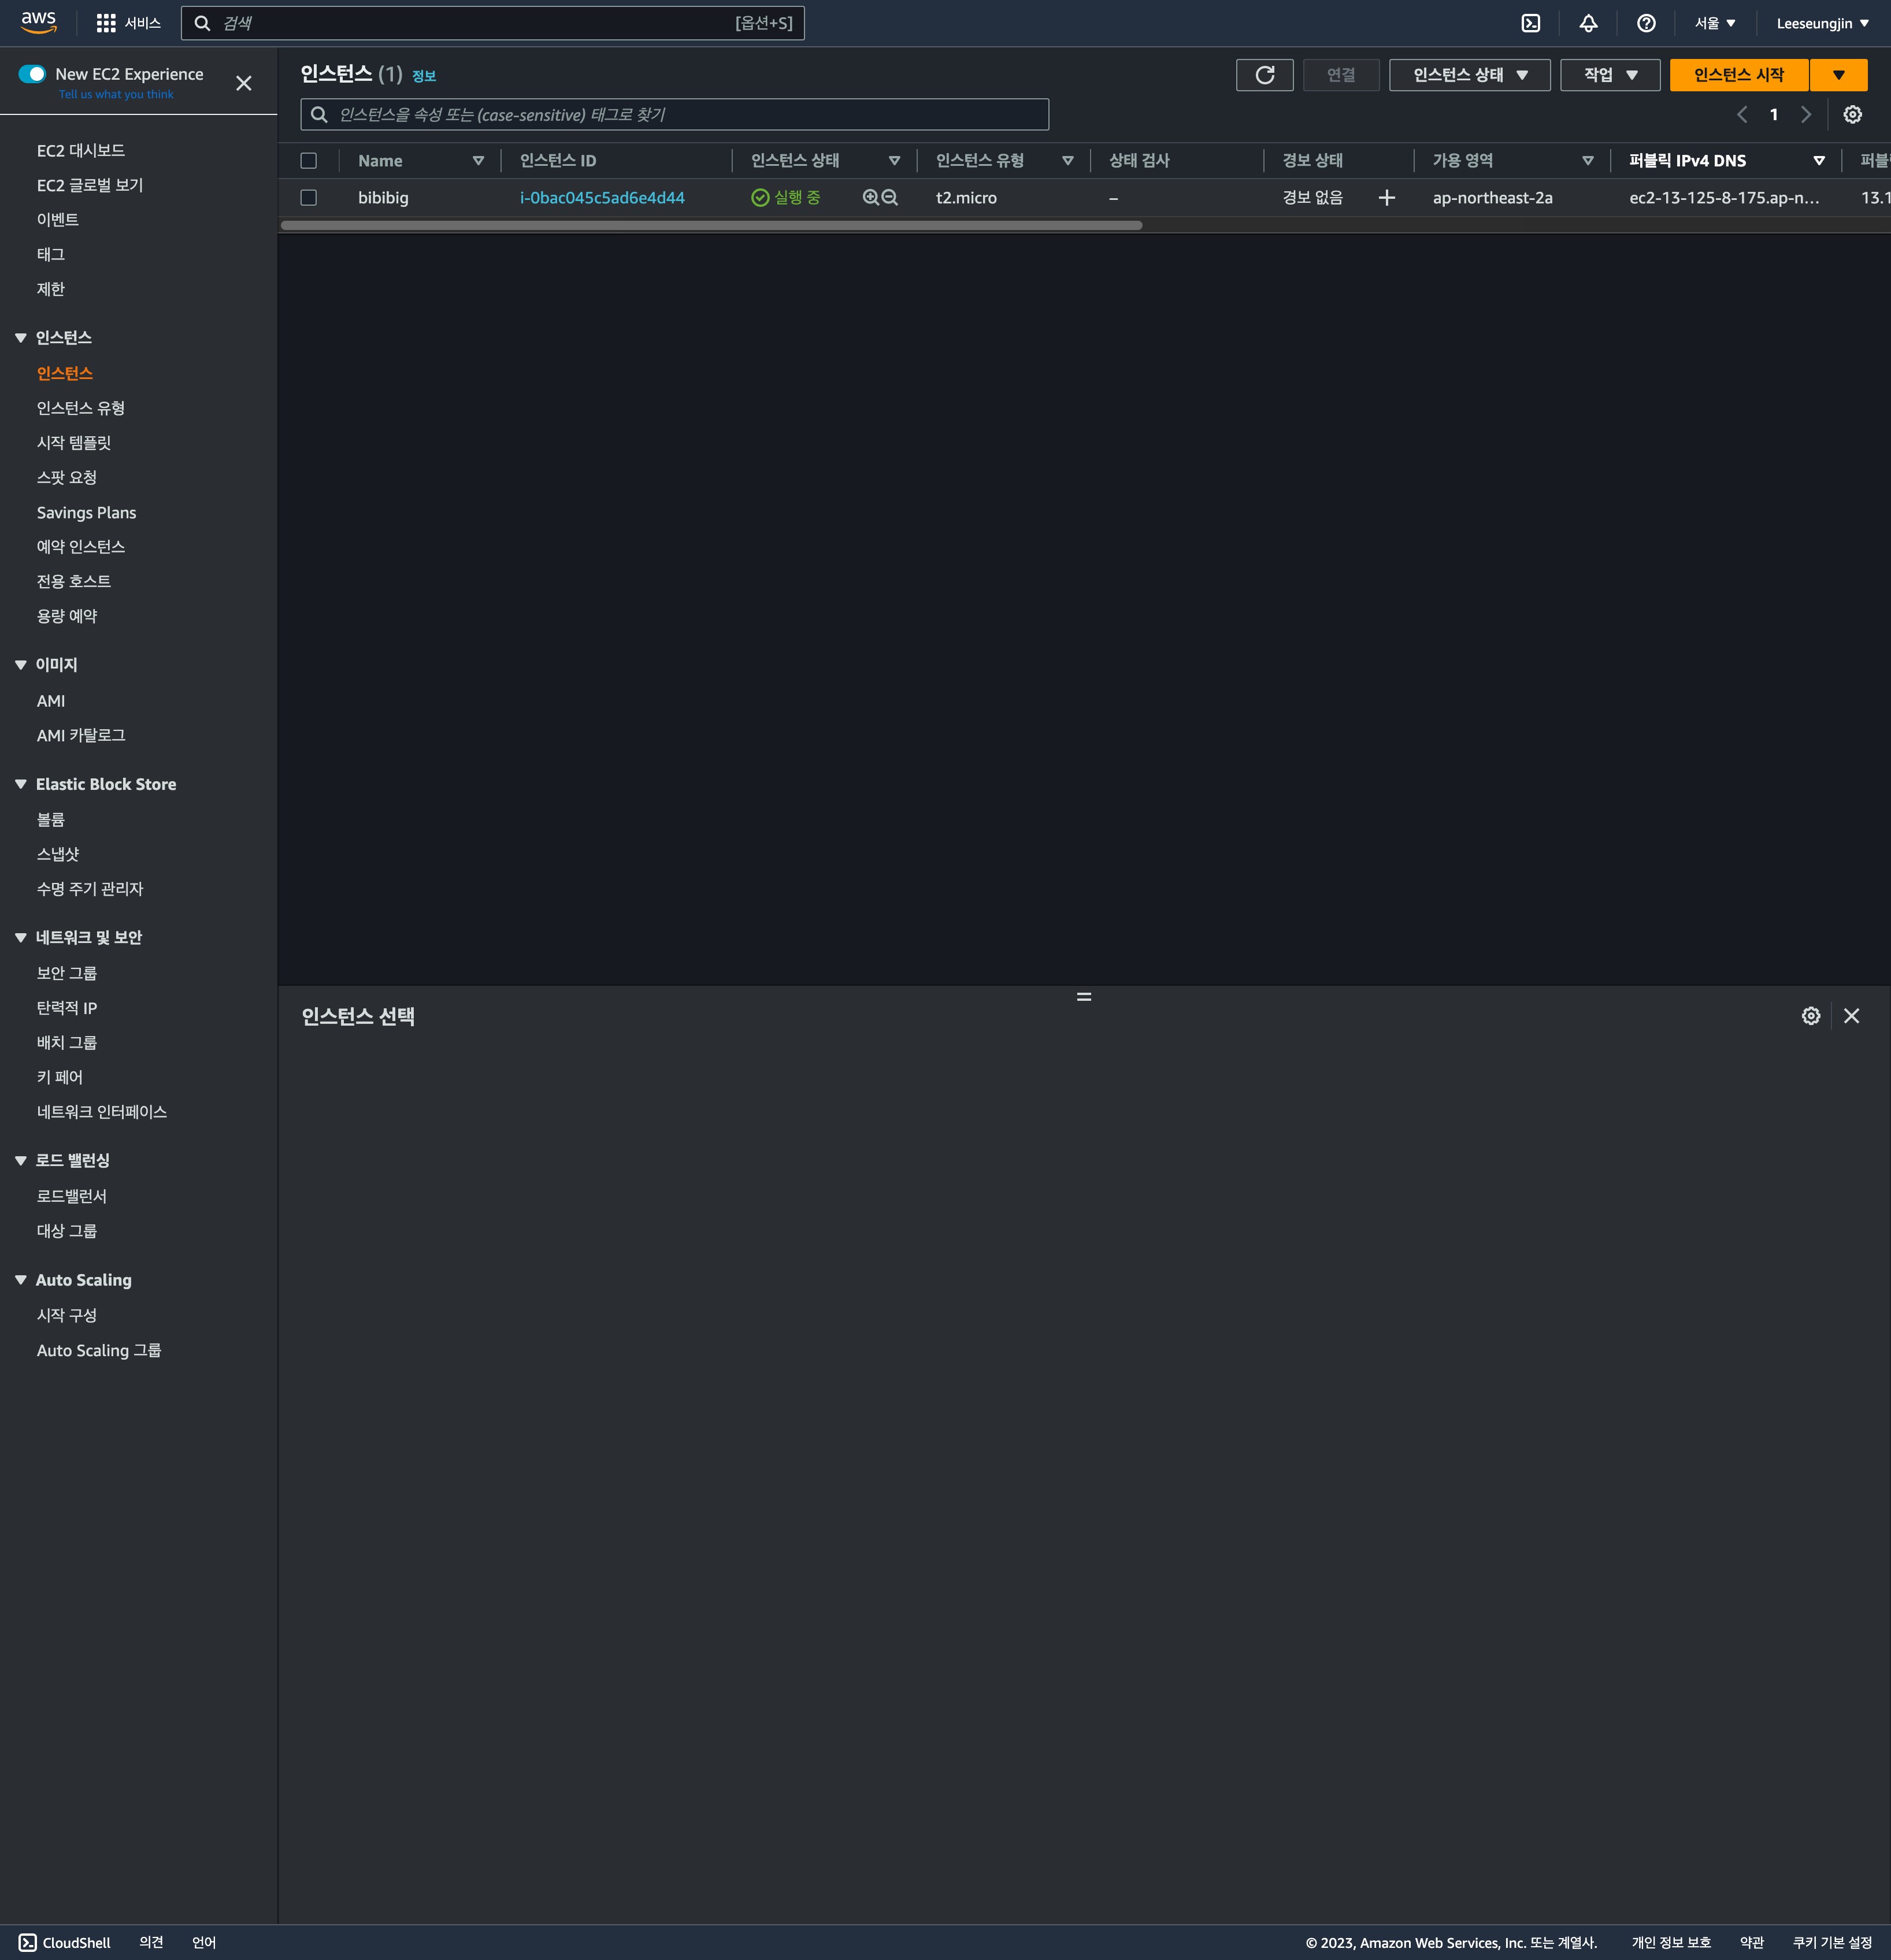 aws 서비스 검색 [옵션+S] 서울 Leeseungjin
New EC2 Experience
Tell us what you think
EC2 대시보드
EC2 글로벌 보기
이벤트
태그
제한
인스턴스
인스턴스
인스턴스 유형
시작 템플릿
스팟 요청
Savings Plans
예약 인스턴스
전용 호스트
용량 예약
이미지
AMI
AMI 카탈로그
Elastic Block Store
볼륨
스냅샷
수명 주기 관리자
네트워크 및 보안
보안 그룹
탄력적 IP
배치 그룹
키 페어
네트워크 인터페이스
로드 밸런싱
로드밸런서
대상 그룹
Auto Scaling
시작 구성
Auto Scaling 그룹
인스턴스 (1) 정보 연결 인스턴스 상태 작업 인스턴스 시작
인스턴스을 속성 또는 (case-sensitive) 태그로 찾기 1
Name 인스턴스 ID 인스턴스 상태 인스턴스 유형 상태 검사 경보 상태 가용 영역 퍼블릭 IPv4 DNS 퍼블
bibibig i-0bac045c5ad6e4d44 실행 중 t2.micro – 경보 없음 + ap-northeast-2a ec2-13-125-8-175.ap-n... 13.1
인스턴스 선택
CloudShell 의견 언어 © 2023, Amazon Web Services, Inc. 또는 계열사. 개인 정보 보호 약관 쿠키 기본 설정